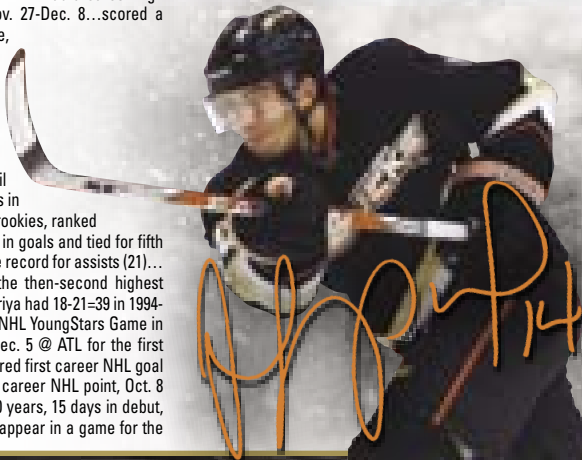 v. 27-Dec. 8…scored a
e,
il
s in
rookies, ranked
in goals and tied for fifth
e record for assists (21)…
the then-second highest
riya had 18-21=39 in 1994-
NHL YoungStars Game in
ec. 5 @ ATL for the first
red first career NHL goal
career NHL point, Oct. 8
0 years, 15 days in debut,
appear in a game for the
14